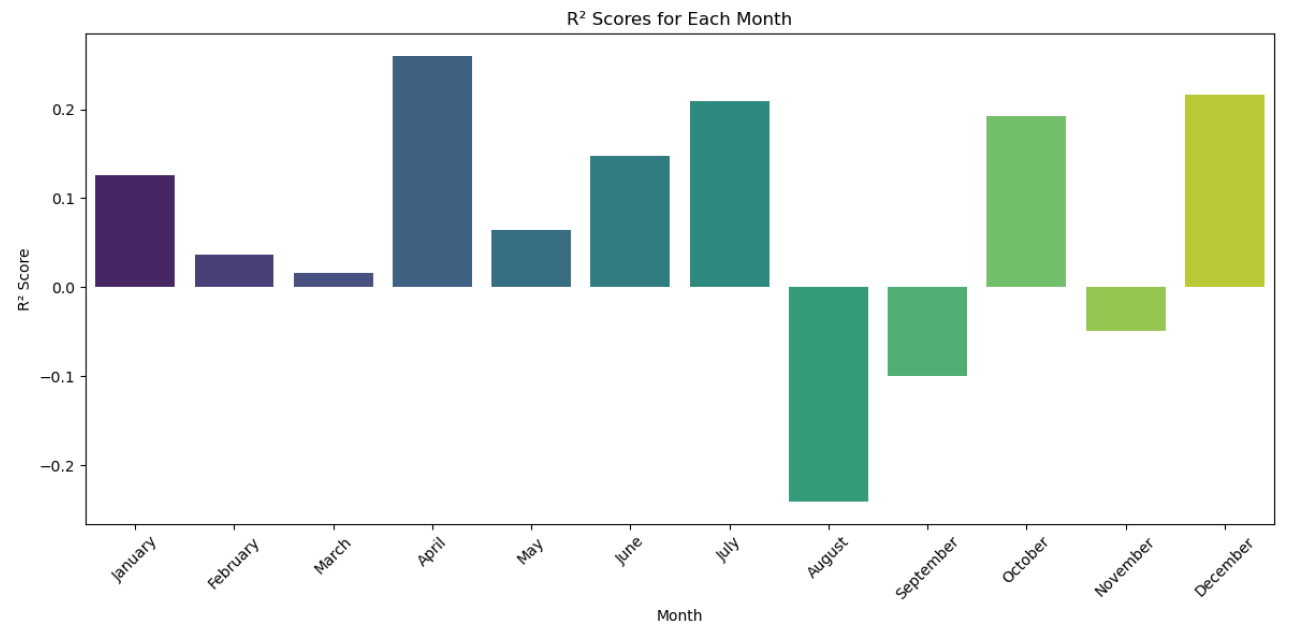 R² Scores for Each Month
R² Score
0.2
0.1
0.0
−0.1
−0.2
January
February
March
April
May
June
July
August
September
October
November
December
Month